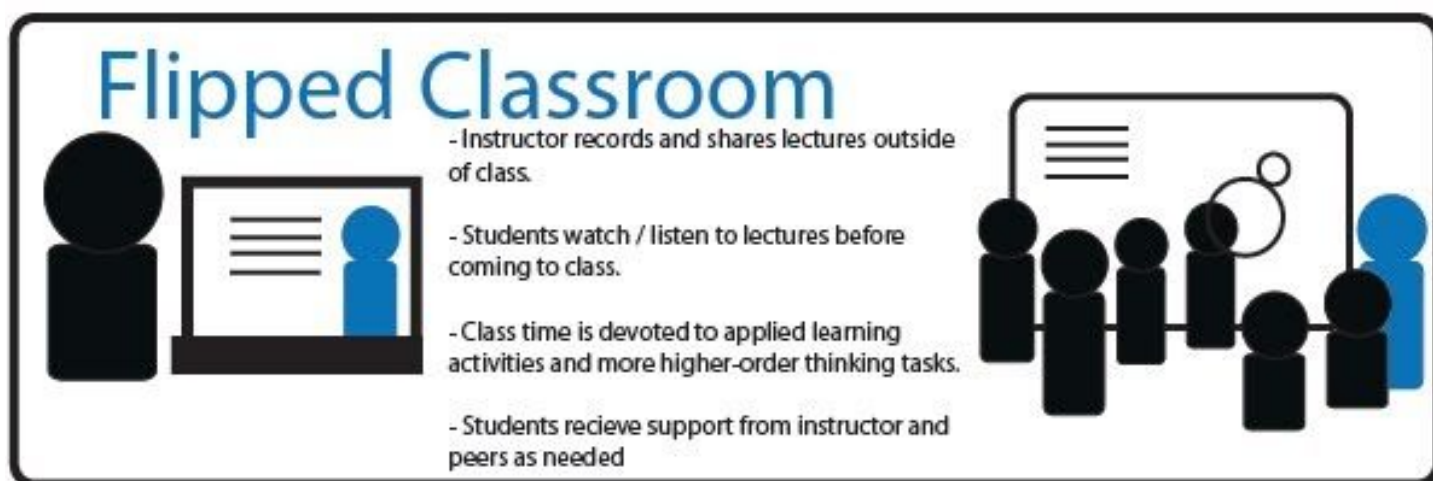 Flipped Classroom
- Instructor records and shares lectures outside
of class.
- Students watch / listen to lectures before
coming to class.
- Class time is devoted to applied learning
activities and more higher-order thinking tasks.
- Students recieve support from instructor and
peers as needed